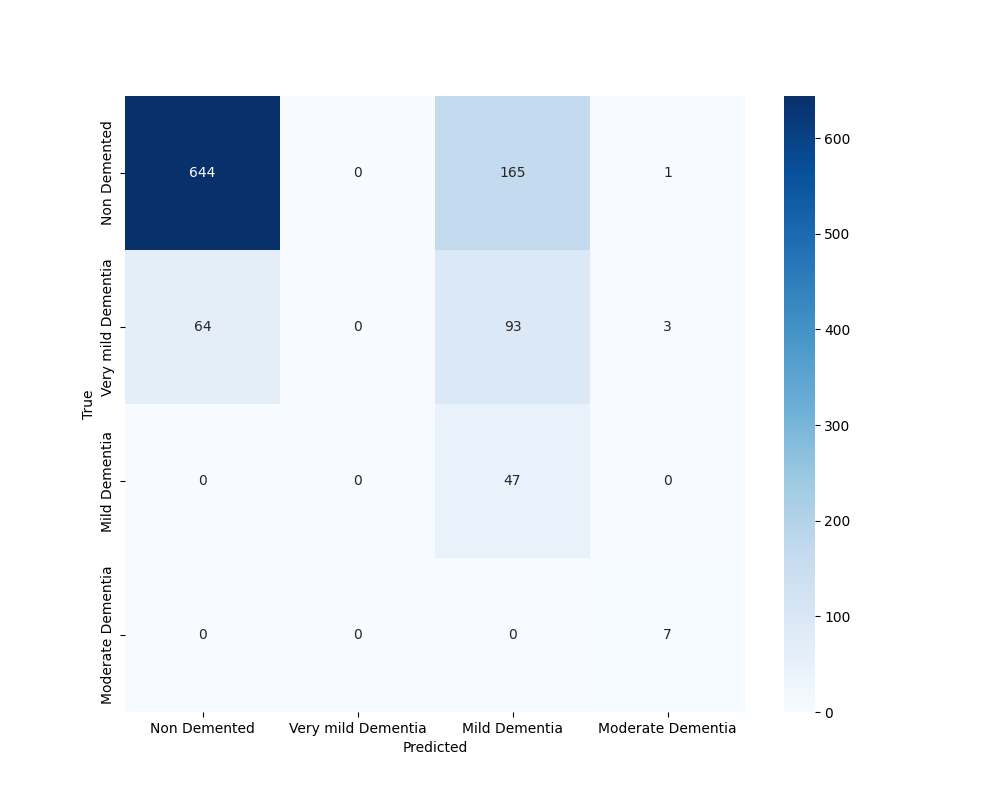 Non Demented 644 0 165 1
Very mild Dementia 64 0 93 3
Mild Dementia 0 0 47 0
Moderate Dementia 0 0 0 7
True
Non Demented Very mild Dementia Mild Dementia Moderate Dementia
Predicted
600
500
400
300
200
100
0